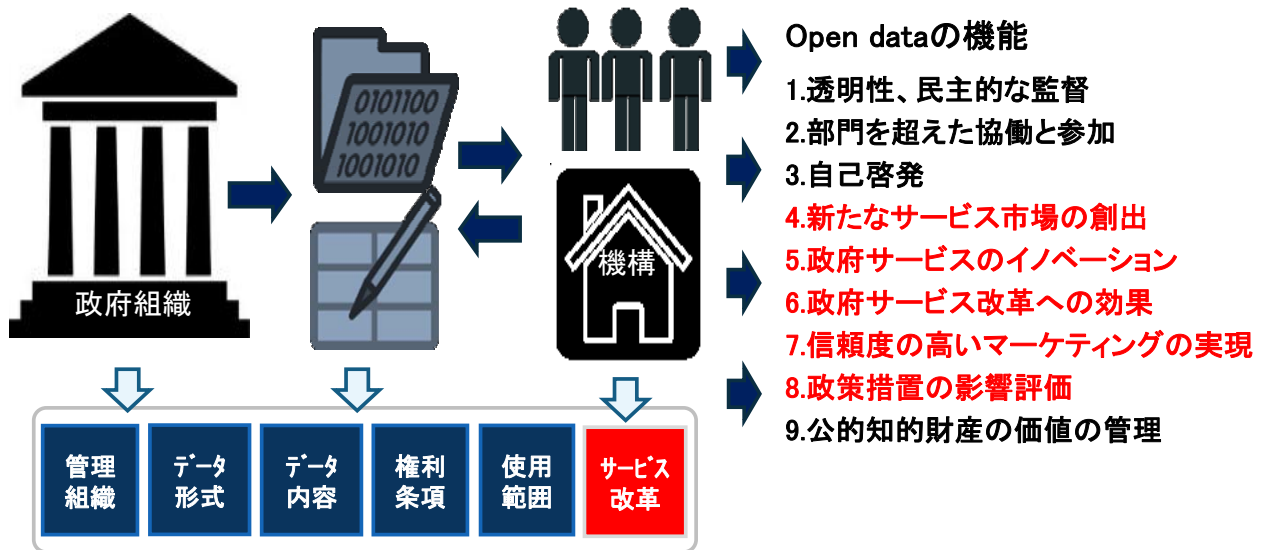 Open dataの機能
1.透明性、民主的な監督
2.部門を超えた協働と参加
3.自己啓発
4.新たなサービス市場の創出
5.政府サービスのイノベーション
6.政府サービス改革への効果
7.信頼度の高いマーケティングの実現
8.政策措置の影響評価
9.公的知的財産の価値の管理
0101100
1001010
1001010
政府組織
機構
管理
組織
データ
形式
データ
内容
権利
条項
使用
範囲
サービス
改革